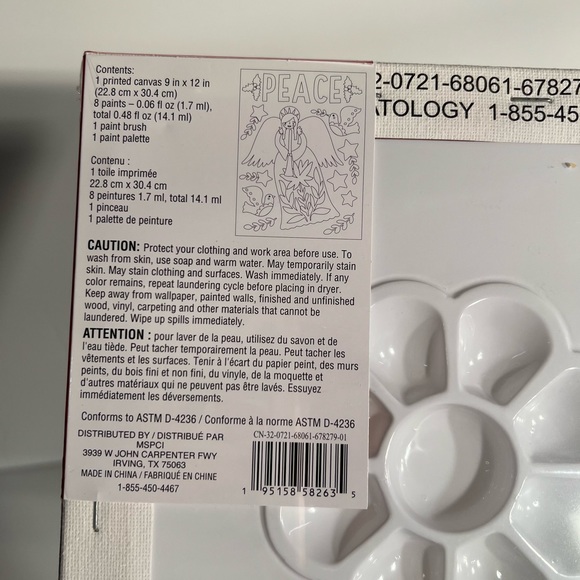 Contents:
1 printed canvas 9 in x 12 in
(22.8 cm x 30.4 cm)
8 paints – 0.06 fl oz (1.7 ml),
total 0.48 fl oz (14.1 ml)
1 paint brush
1 paint palette
Contenu :
1 toile imprimée
22.8 cm x 30.4 cm
8 peintures 1.7 ml, total 14.1 ml
1 pinceau
1 palette de peinture
PEACE
CAUTION: Protect your clothing and work area before use. To
wash from skin, use soap and warm water. May temporarily stain
skin. May stain clothing and surfaces. Wash immediately. If any
color remains, repeat laundering cycle before placing in dryer.
Keep away from wallpaper, painted walls, finished and unfinished
wood, vinyl, carpeting and other materials that cannot be
laundered. Wipe up spills immediately.
ATTENTION : pour laver de la peau, utilisez du savon et de
l'eau tiède. Peut tacher temporairement la peau. Peut tacher les
vêtements et les surfaces. Tenir à l'écart du papier peint, des murs
peints, du bois fini et non fini, du vinyle, de la moquette et
d'autres matériaux qui ne peuvent pas être lavés. Essuyez
immédiatement les déversements.
Conforms to ASTM D-4236 / Conforme à la norme ASTM D-4236
DISTRIBUTED BY / DISTRIBUÉ PAR
MSPCI
3939 W JOHN CARPENTER FWY
IRVING, TX 75063
MADE IN CHINA / FABRIQUÉ EN CHINE
1-855-450-4467
CN-32-0721-68061-678279-01
1 95158 58263 5
2-0721-68061-67827
ATOLOGY 1-855-45